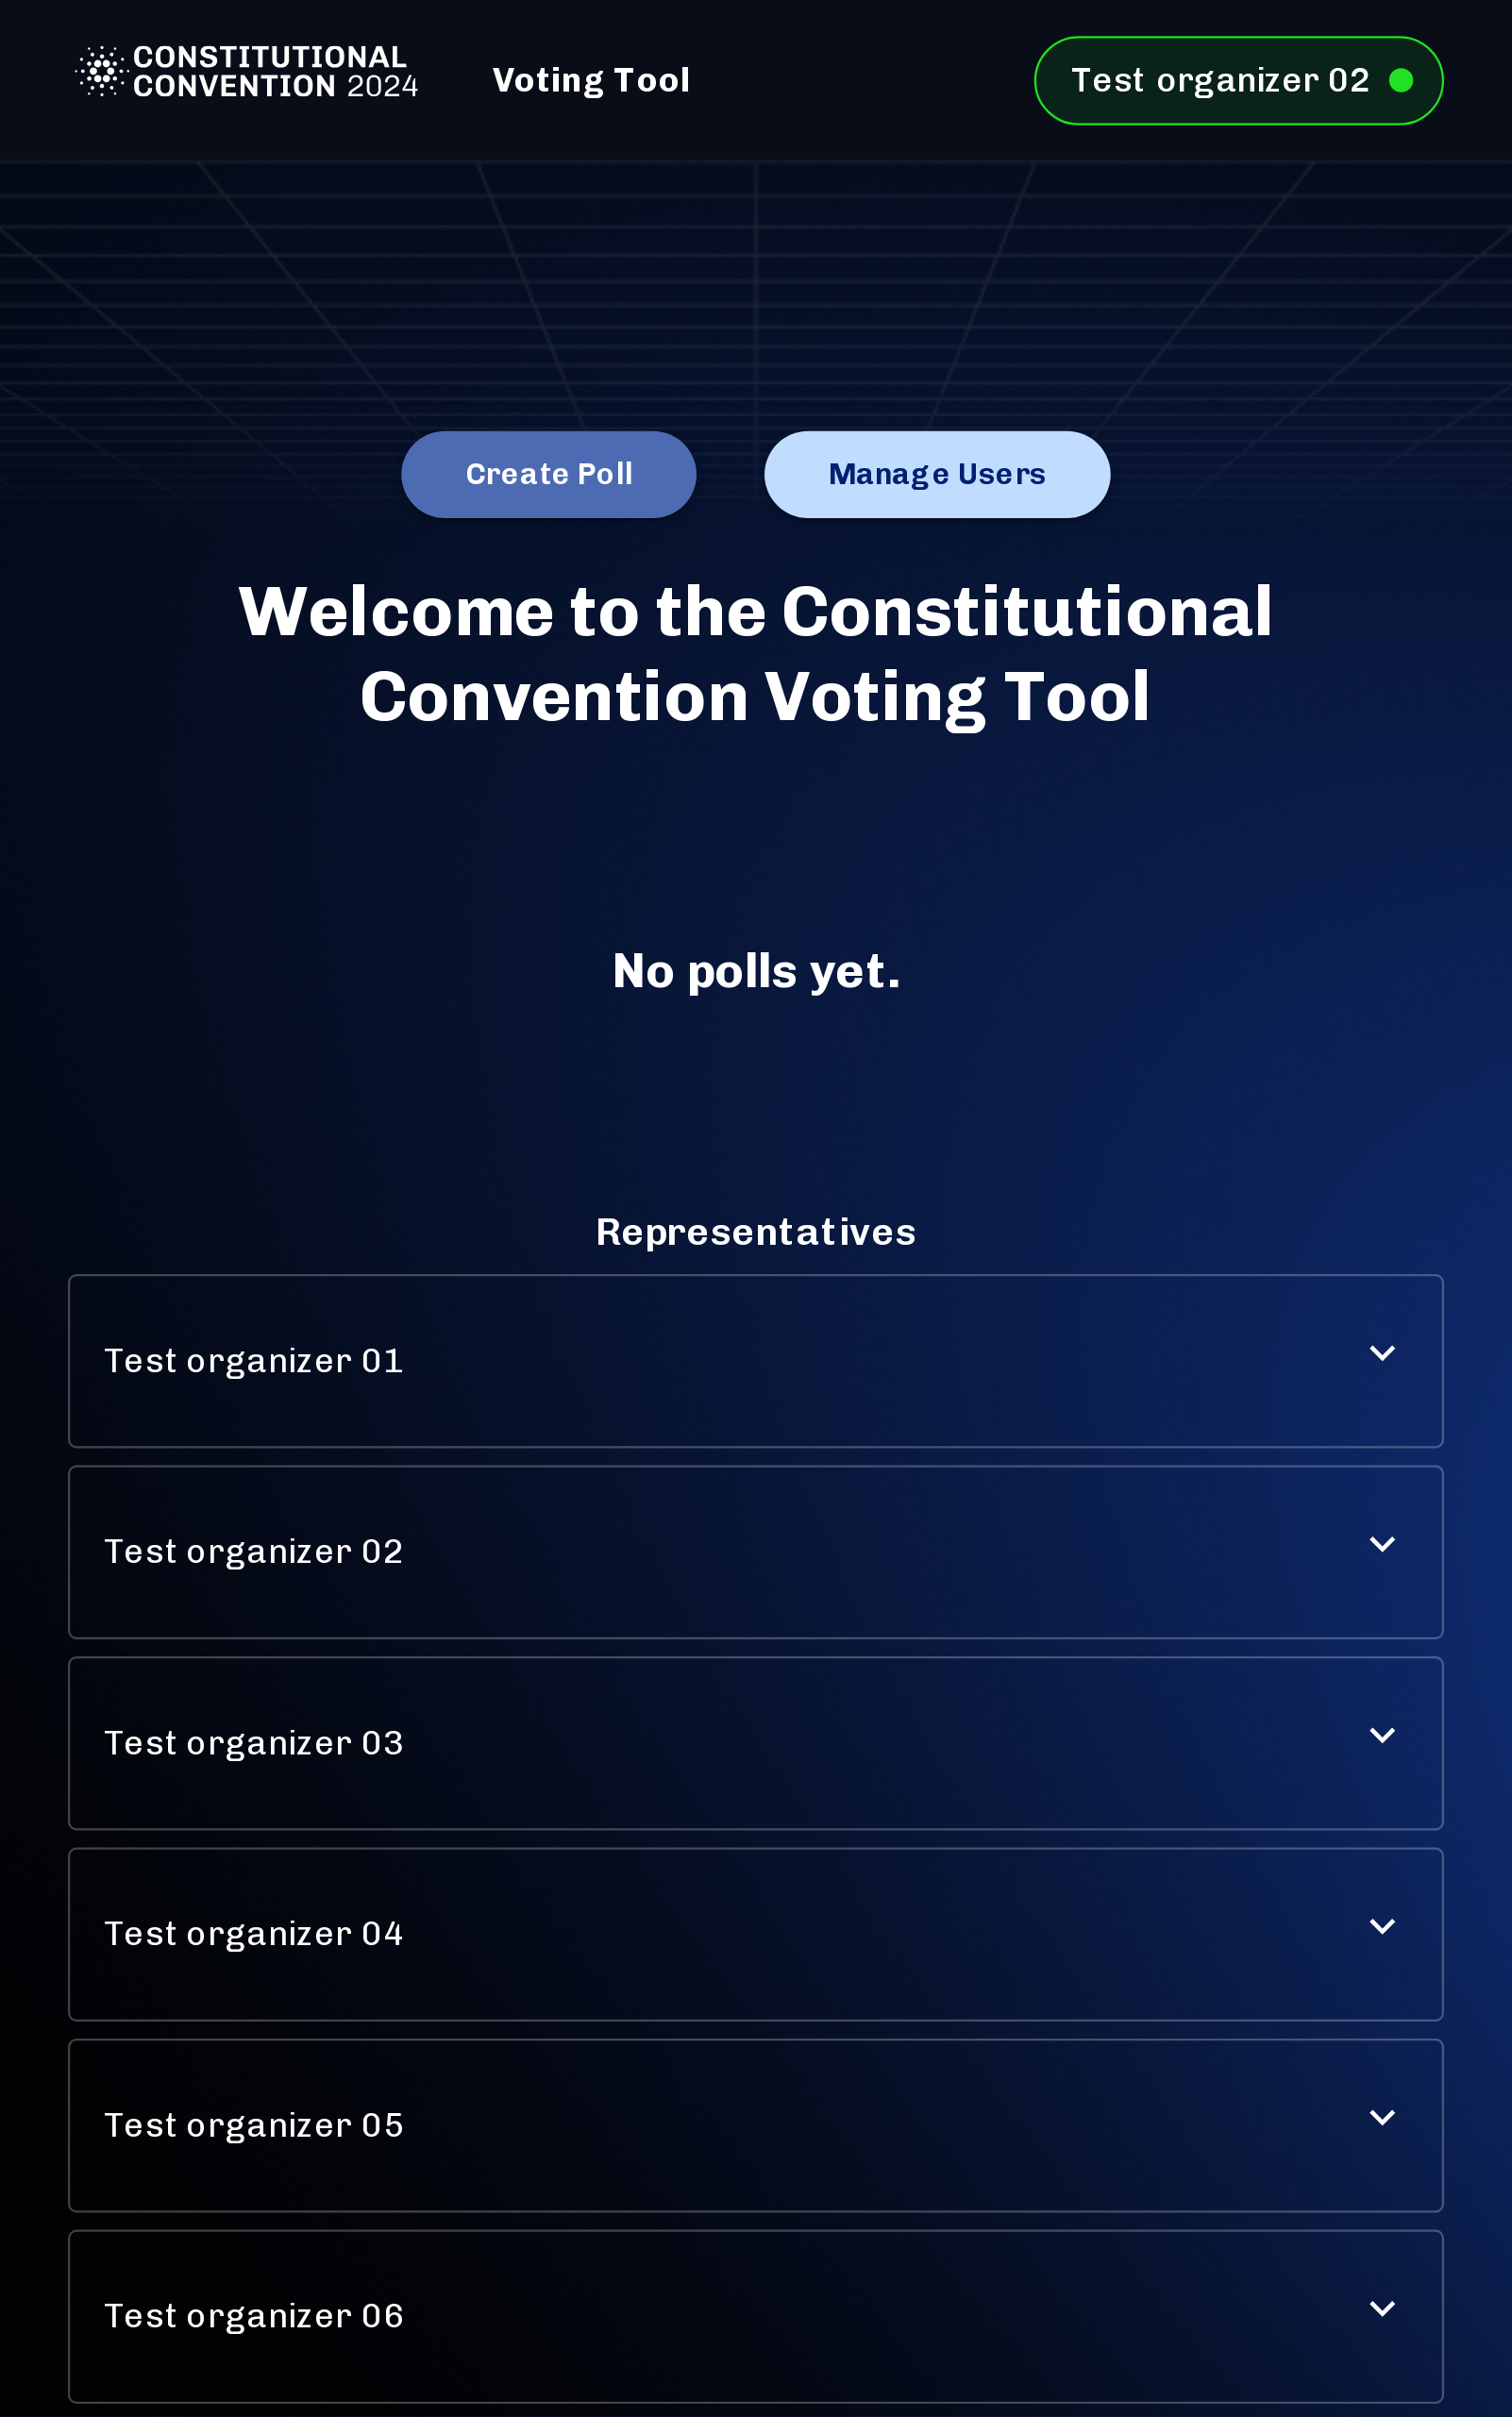 CONSTITUTIONAL
CONVENTION 2024
Voting Tool
Test organizer 02
Create Poll
Manage Users
Welcome to the Constitutional
Convention Voting Tool
No polls yet.
Representatives
Test organizer 01
Test organizer 02
Test organizer 03
Test organizer 04
Test organizer 05
Test organizer 06